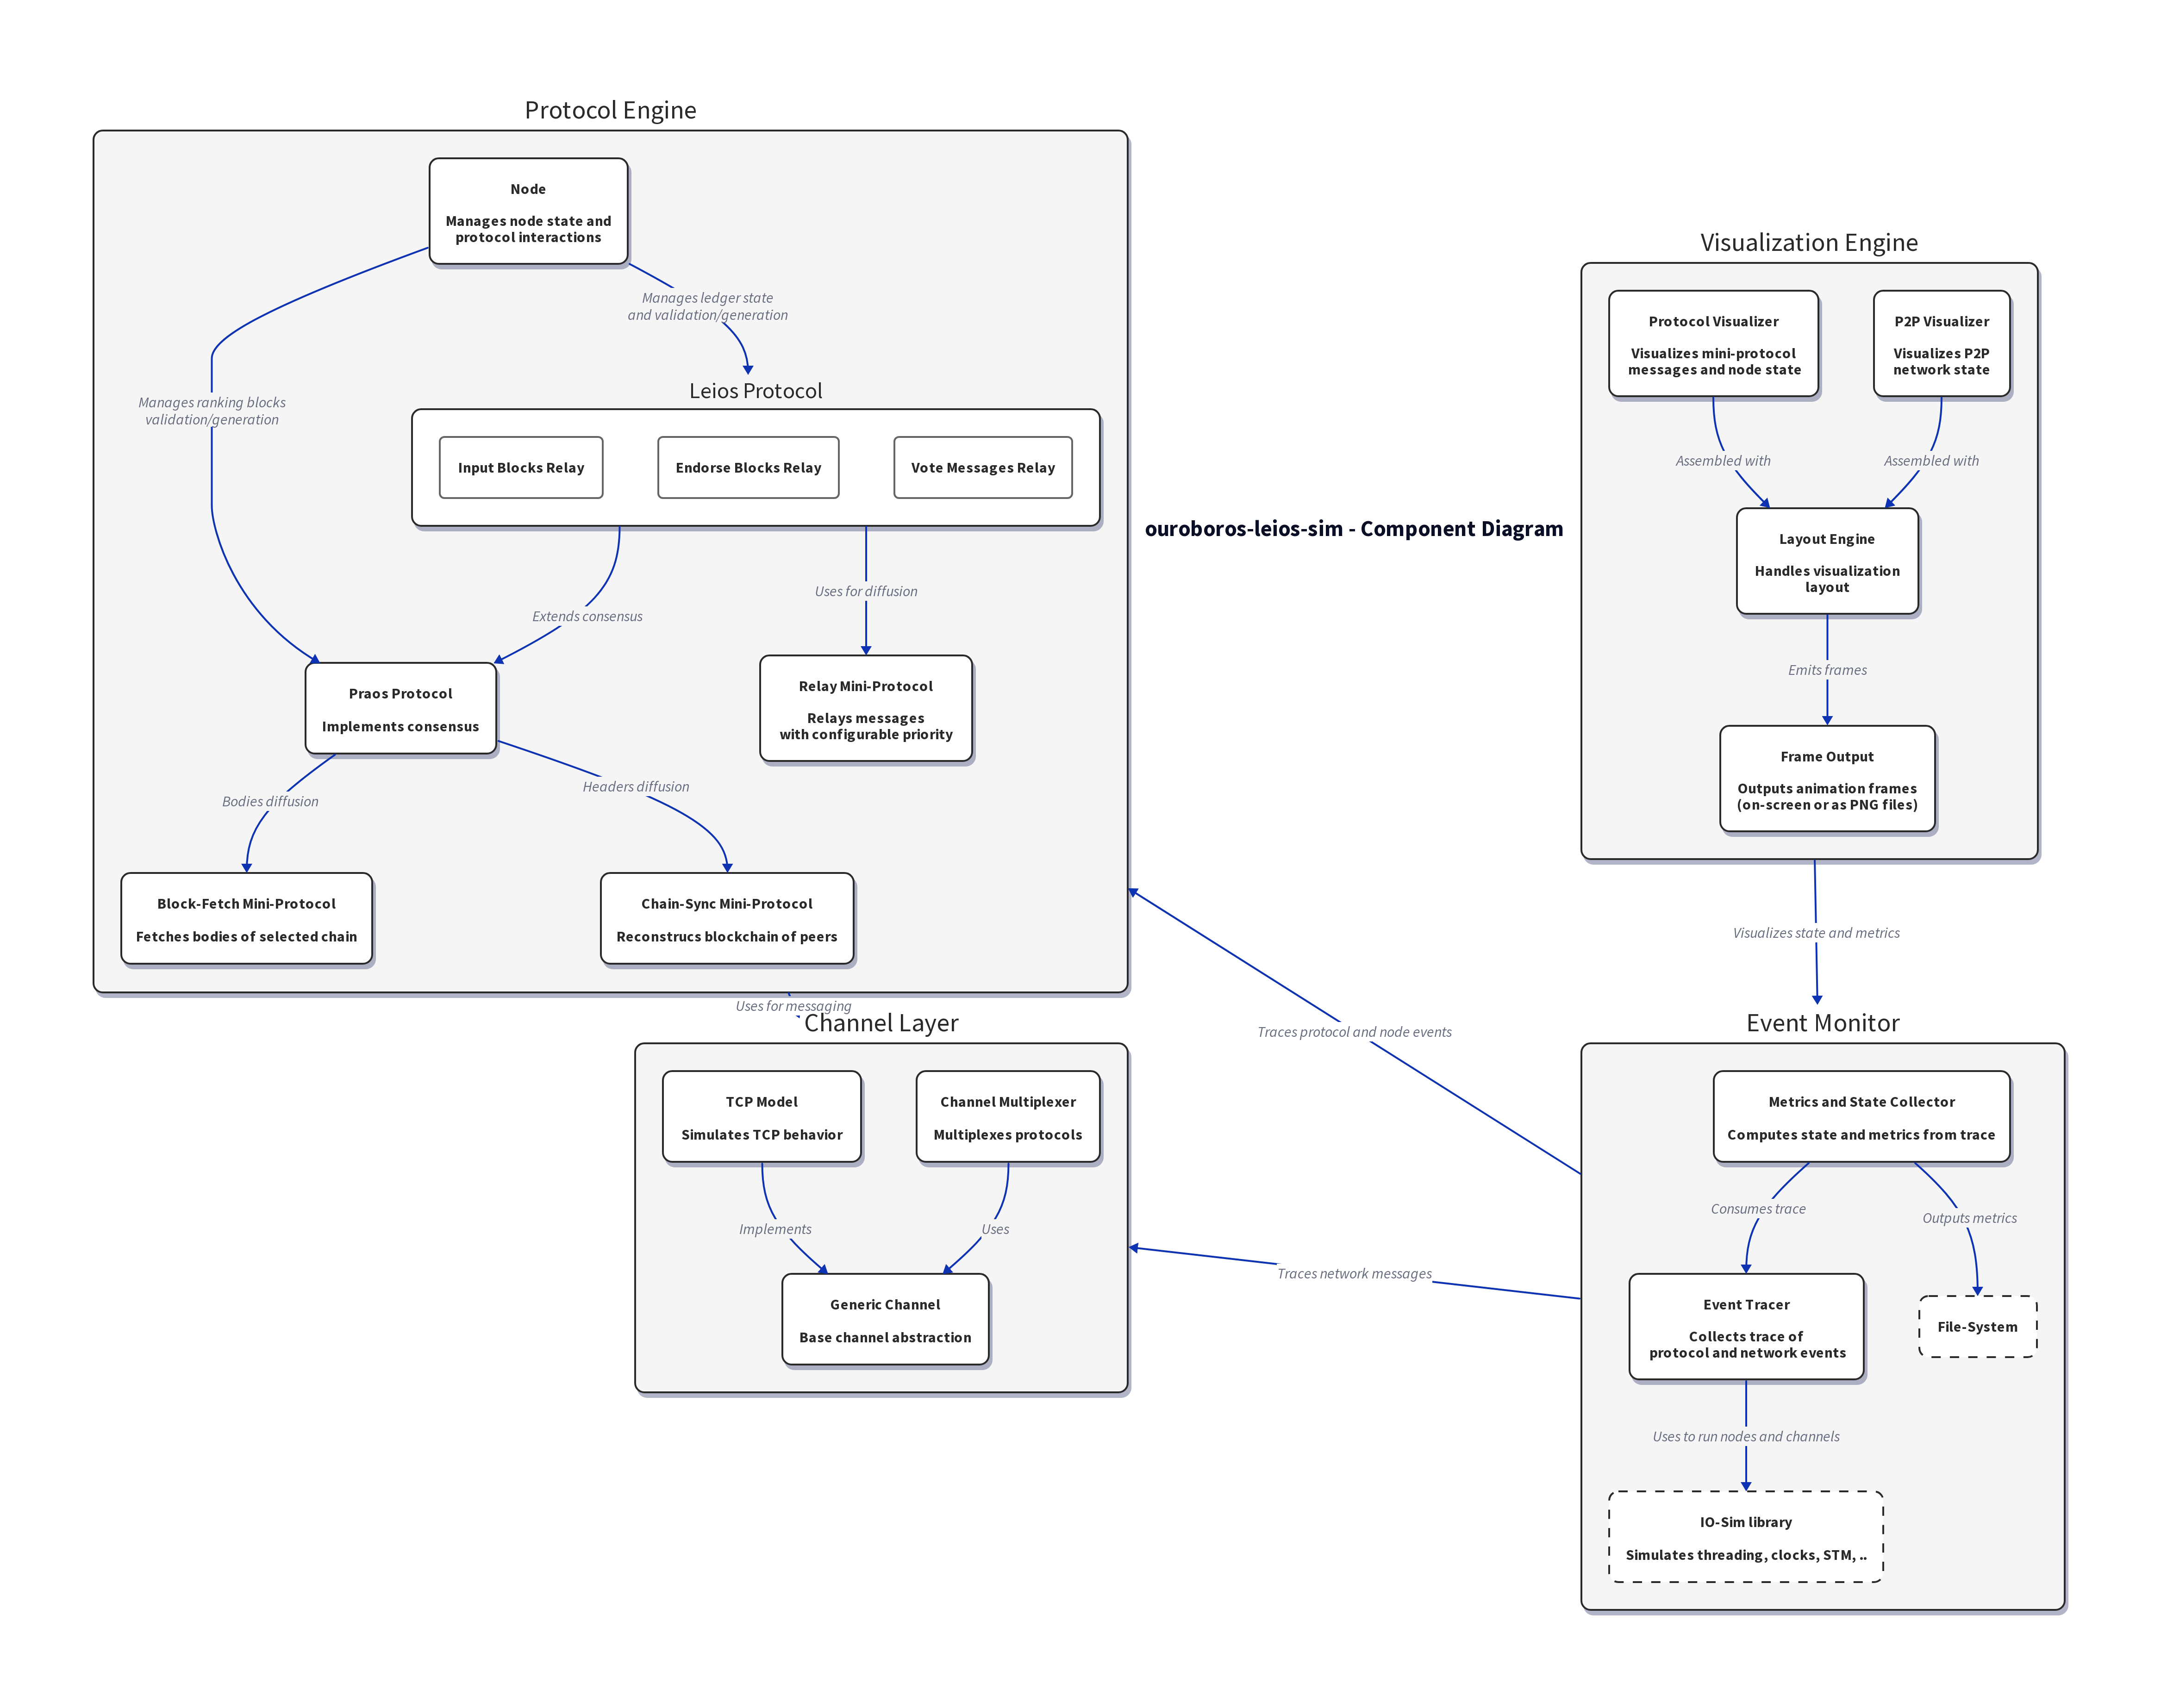 Protocol Engine
Node
Manages node state and
protocol interactions
Manages ledger state
and validation/generation
Manages ranking blocks
validation/generation
Leios Protocol
Input Blocks Relay
Endorse Blocks Relay
Vote Messages Relay
Extends consensus
Uses for diffusion
Praos Protocol
Implements consensus
Relay Mini-Protocol
Relays messages
with configurable priority
Bodies diffusion
Headers diffusion
Block-Fetch Mini-Protocol
Fetches bodies of selected chain
Chain-Sync Mini-Protocol
Reconstrucs blockchain of peers
Uses for messaging
Channel Layer
TCP Model
Simulates TCP behavior
Channel Multiplexer
Multiplexes protocols
Implements
Uses
Generic Channel
Base channel abstraction
ouroboros-leios-sim - Component Diagram
Traces protocol and node events
Traces network messages
Visualization Engine
Protocol Visualizer
Visualizes mini-protocol
messages and node state
P2P Visualizer
Visualizes P2P
network state
Assembled with
Assembled with
Layout Engine
Handles visualization
layout
Emits frames
Frame Output
Outputs animation frames
(on-screen or as PNG files)
Visualizes state and metrics
Event Monitor
Metrics and State Collector
Computes state and metrics from trace
Consumes trace
Outputs metrics
Event Tracer
Collects trace of
protocol and network events
File-System
Uses to run nodes and channels
IO-Sim library
Simulates threading, clocks, STM, ..